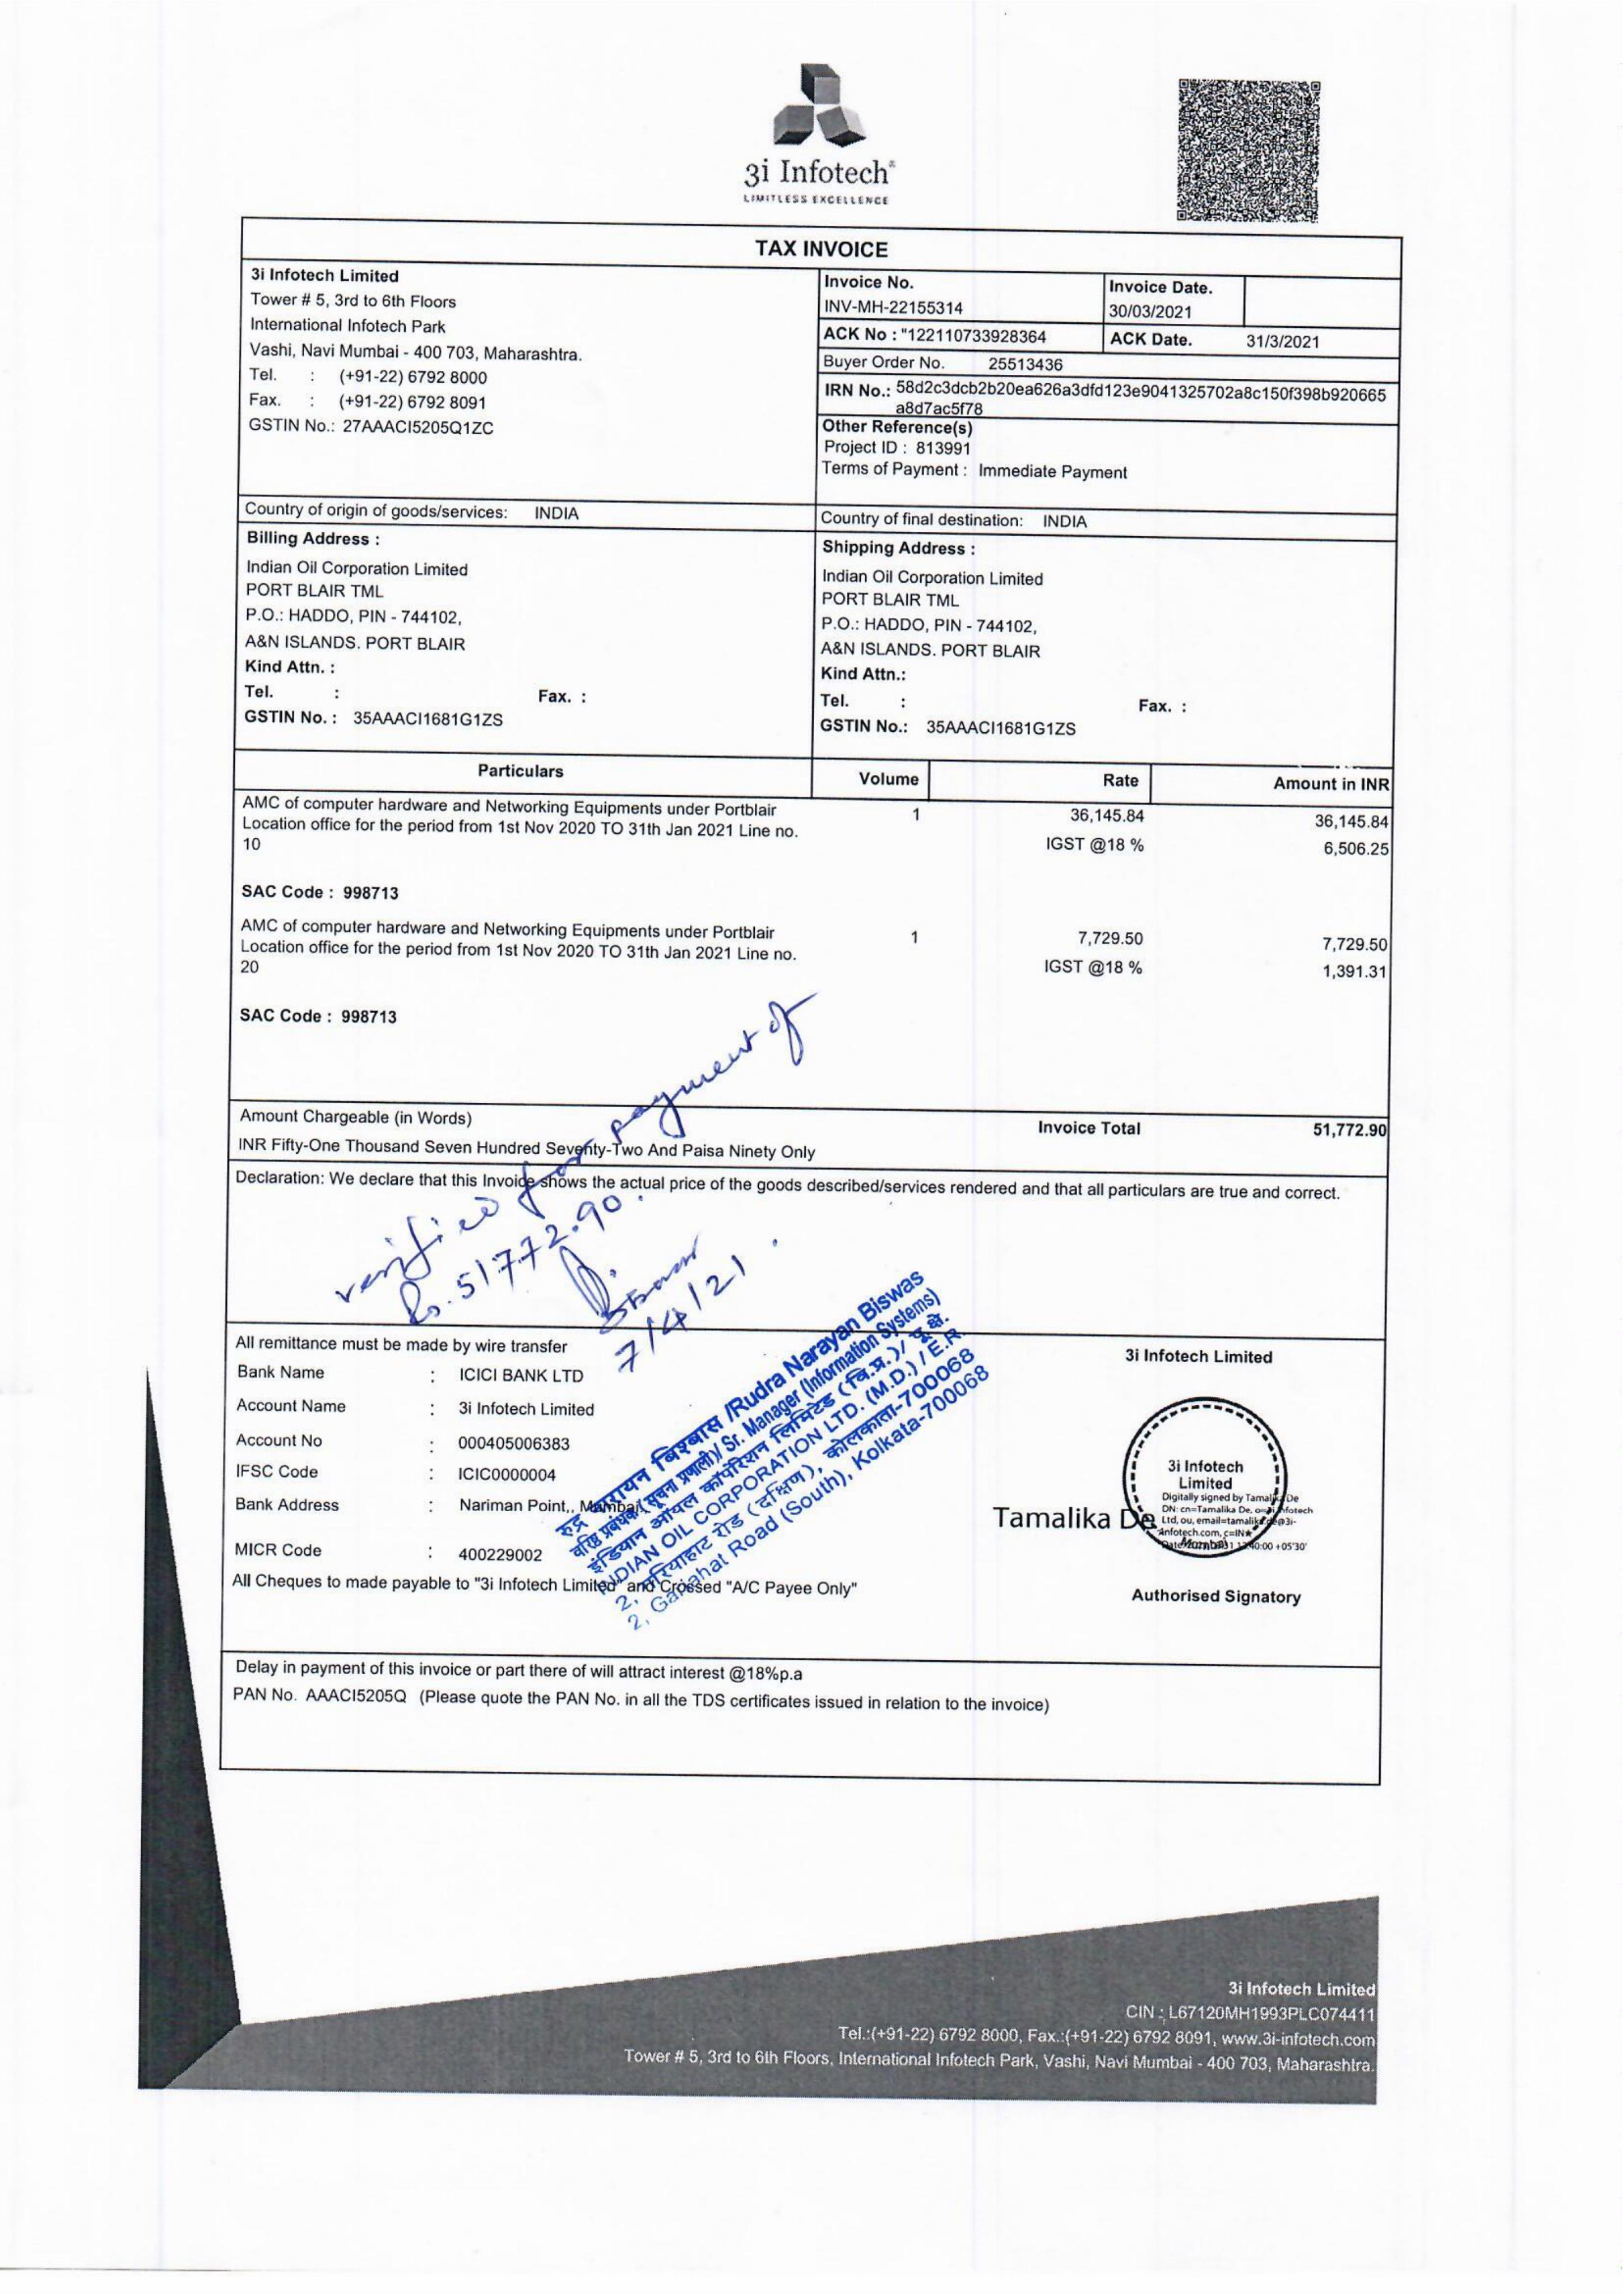 3i Infotech®
LIMITLESS EXCELLENCE
TAX INVOICE
3i Infotech Limited
Tower # 5, 3rd to 6th Floors
International Infotech Park
Vashi, Navi Mumbai - 400 703, Maharashtra.
Tel. : (+91-22) 6792 8000
Fax. : (+91-22) 6792 8091
GSTIN No.: 27AAACI5205Q1ZC
Invoice No.
INV-MH-22155314
Invoice Date.
30/03/2021
ACK No : "122110733928364
ACK Date. 31/3/2021
Buyer Order No. 25513436
IRN No.: 58d2c3dcb2b20ea626a3dfd123e9041325702a8c150f398b920665
a8d7ac5f78
Other Reference(s)
Project ID : 813991
Terms of Payment : Immediate Payment
Country of origin of goods/services: INDIA
Country of final destination: INDIA
Billing Address :
Indian Oil Corporation Limited
PORT BLAIR TML
P.O.: HADDO, PIN - 744102,
A&N ISLANDS. PORT BLAIR
Kind Attn. :
Tel. : Fax. :
GSTIN No. : 35AAACI1681G1ZS
Shipping Address :
Indian Oil Corporation Limited
PORT BLAIR TML
P.O.: HADDO, PIN - 744102,
A&N ISLANDS. PORT BLAIR
Kind Attn.:
Tel. : Fax. :
GSTIN No.: 35AAACI1681G1ZS
Particulars Volume Rate Amount in INR
AMC of computer hardware and Networking Equipments under Portblair 1 36,145.84 36,145.84
Location office for the period from 1st Nov 2020 TO 31th Jan 2021 Line no.
10 IGST @18 % 6,506.25
SAC Code : 998713
AMC of computer hardware and Networking Equipments under Portblair 1 7,729.50 7,729.50
Location office for the period from 1st Nov 2020 TO 31th Jan 2021 Line no.
20 IGST @18 % 1,391.31
SAC Code : 998713
Amount Chargeable (in Words) Invoice Total 51,772.90
INR Fifty-One Thousand Seven Hundred Seventy-Two And Paisa Ninety Only
Declaration: We declare that this Invoice shows the actual price of the goods described/services rendered and that all particulars are true and correct.
verified for payment of
Rs. 51772.90.
7/4/21.
रुद्र नारायन बिश्बास /Rudra Narayan Biswas
वरिष्ठ प्रबंधक (सूचना प्रणाली)/ Sr. Manager (Information Systems)
इंडियन ऑयल कॉर्पोरेशन लिमिटेड (वि.प्र.)/ पू.क्षे.
INDIAN OIL CORPORATION LTD. (M.D.) / E.R.
2, गरियाहाट रोड (दक्षिण), कोलकाता-700068
2, Gariahat Road (South), Kolkata-700068
All remittance must be made by wire transfer
Bank Name : ICICI BANK LTD
Account Name : 3i Infotech Limited
Account No : 000405006383
IFSC Code : ICIC0000004
Bank Address : Nariman Point,, Mumbai
MICR Code : 400229002
All Cheques to made payable to "3i Infotech Limited" and Crossed "A/C Payee Only"
3i Infotech Limited
Tamalika De
3i Infotech
Limited
Digitally signed by Tamalika De
DN: cn=Tamalika De, o=3i Infotech
Ltd, ou, email=tamalika.de@3i-
infotech.com, c=IN
Mumbai
Authorised Signatory
Delay in payment of this invoice or part there of will attract interest @18%p.a
PAN No. AAACI5205Q (Please quote the PAN No. in all the TDS certificates issued in relation to the invoice)
3i Infotech Limited
CIN : L67120MH1993PLC074411
Tel.:(+91-22) 6792 8000, Fax.:(+91-22) 6792 8091, www.3i-infotech.com
Tower # 5, 3rd to 6th Floors, International Infotech Park, Vashi, Navi Mumbai - 400 703, Maharashtra.